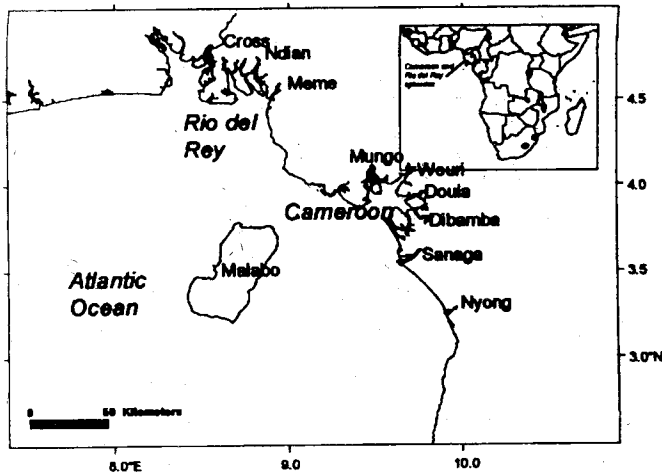 Cross
Ndian
Meme
Rio del
Rey
Cameroon and
Rio del Rey
4.5
Mungo
Wouri
4.0
Doula
Cameroon
Dibamba
Sanaga
Malabo
3.5
Atlantic
Ocean
Nyong
3.0°N
0 50 Kilometers
8.0°E
9.0
10.0